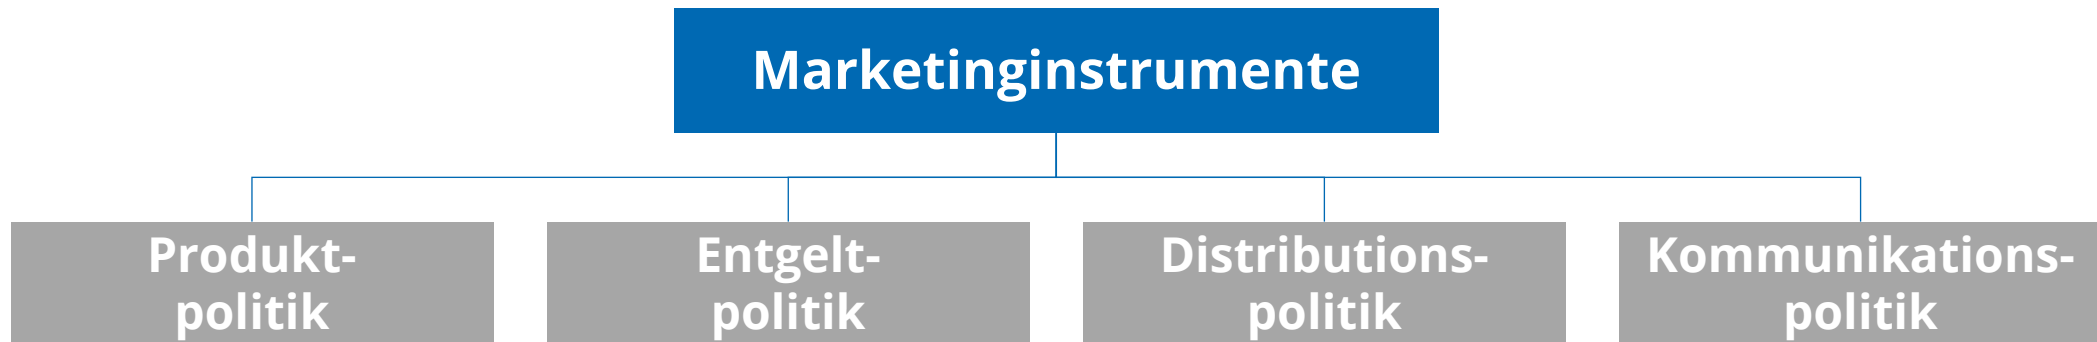 Marketinginstrumente
Produkt-
politik
Entgelt-
politik
Distributions-
politik
Kommunikations-
politik